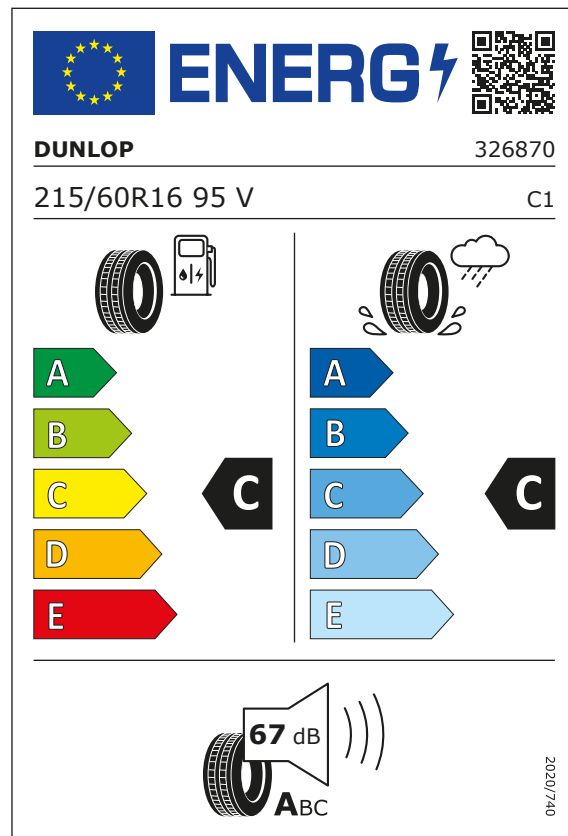 ENERG
DUNLOP 326870
215/60R16 95 V C1
A A
B B
C C C C
D D
E E
67 dB
ABC
2020/740